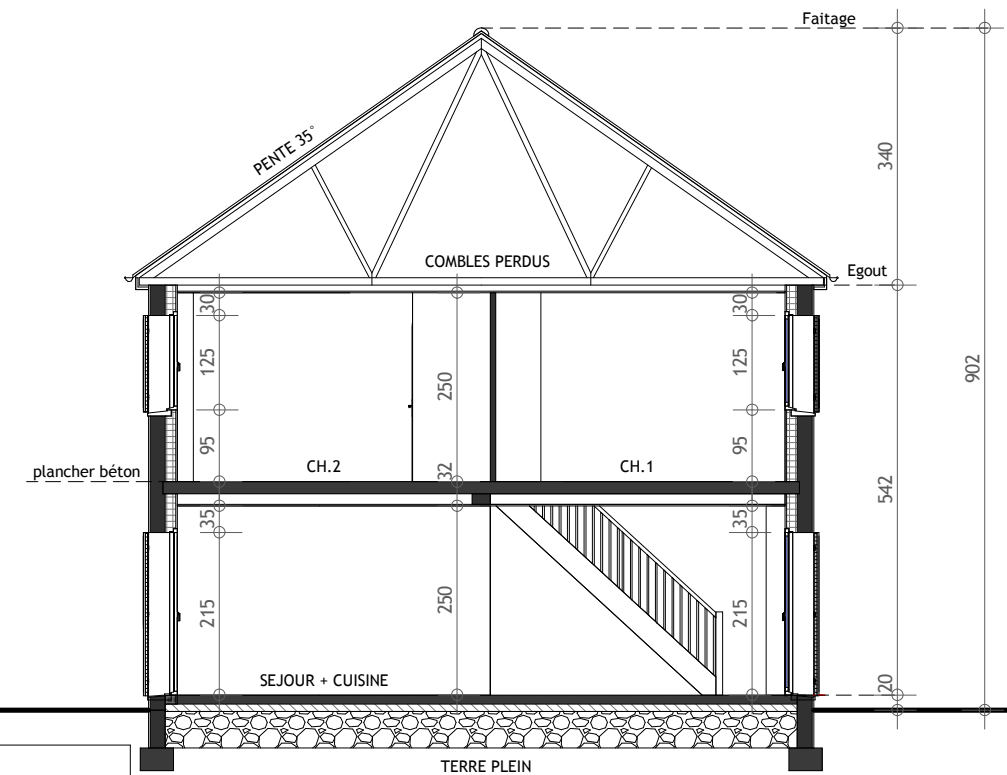 Faitage
PENTE 35°
340
COMBLES PERDUS
Egout
30
30
125
250
125
902
95
CH.2
32
CH.1
95
plancher béton
542
35
35
215
250
215
SEJOUR + CUISINE
20
TERRE PLEIN